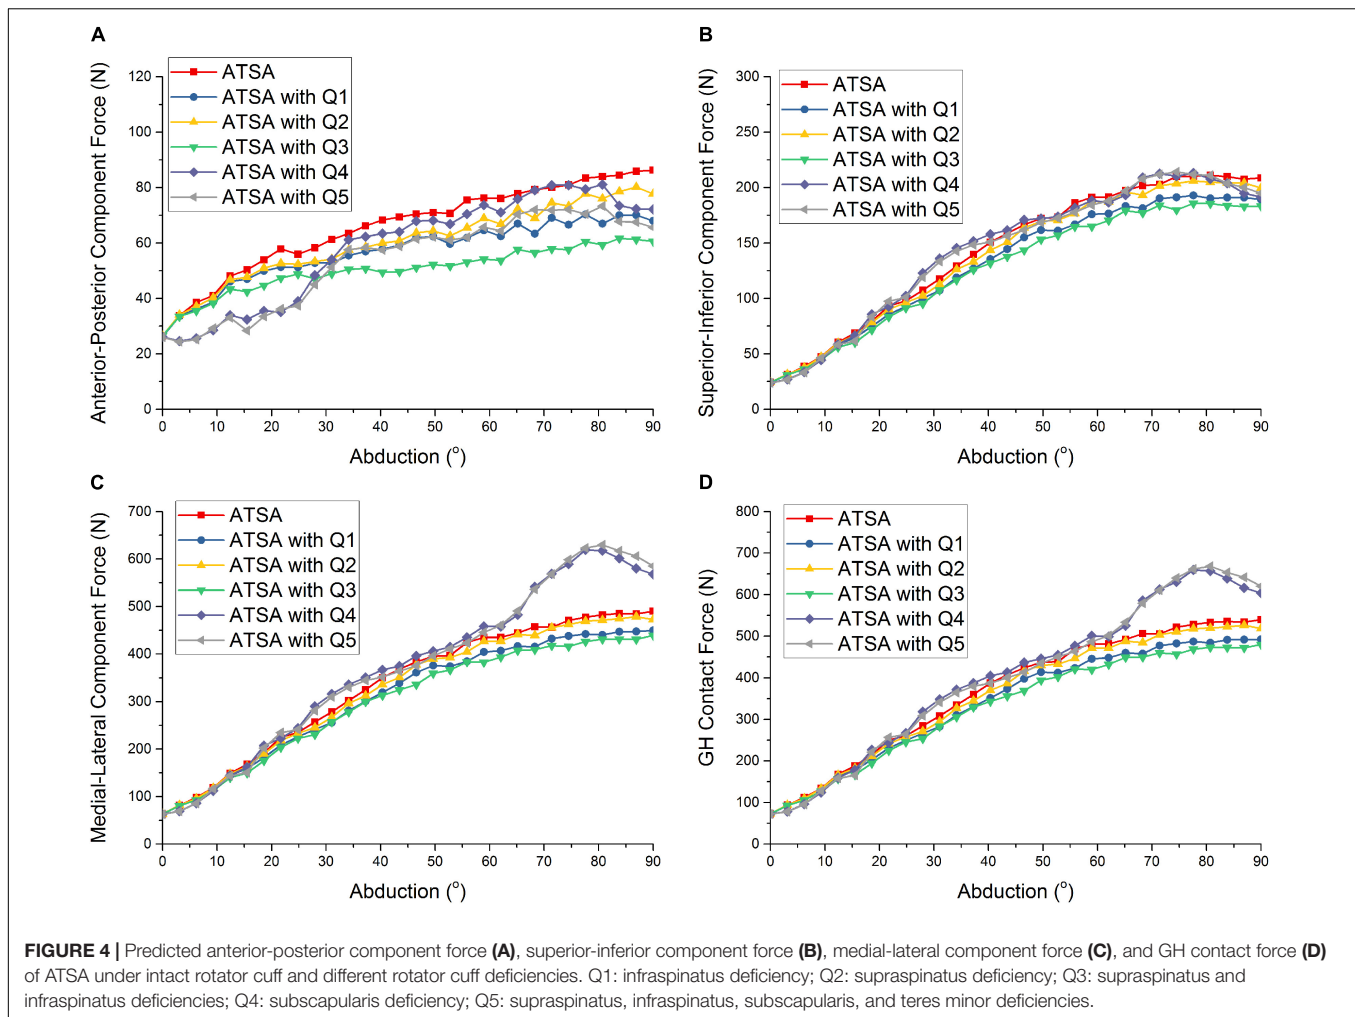 A
Anterior-Posterior Component Force (N)
120
100
80
60
40
20
0
ATSA
ATSA with Q1
ATSA with Q2
ATSA with Q3
ATSA with Q4
ATSA with Q5
0 10 20 30 40 50 60 70 80 90
Abduction (o)
B
Superior-Inferior Component Force (N)
300
250
200
150
100
50
0
ATSA
ATSA with Q1
ATSA with Q2
ATSA with Q3
ATSA with Q4
ATSA with Q5
0 10 20 30 40 50 60 70 80 90
Abduction (o)
C
Medial-Lateral Component Force (N)
700
600
500
400
300
200
100
0
ATSA
ATSA with Q1
ATSA with Q2
ATSA with Q3
ATSA with Q4
ATSA with Q5
0 10 20 30 40 50 60 70 80 90
Abduction (o)
D
GH Contact Force (N)
800
700
600
500
400
300
200
100
0
ATSA
ATSA with Q1
ATSA with Q2
ATSA with Q3
ATSA with Q4
ATSA with Q5
0 10 20 30 40 50 60 70 80 90
Abduction (o)
FIGURE 4 | Predicted anterior-posterior component force (A), superior-inferior component force (B), medial-lateral component force (C), and GH contact force (D)
of ATSA under intact rotator cuff and different rotator cuff deficiencies. Q1: infraspinatus deficiency; Q2: supraspinatus deficiency; Q3: supraspinatus and
infraspinatus deficiencies; Q4: subscapularis deficiency; Q5: supraspinatus, infraspinatus, subscapularis, and teres minor deficiencies.